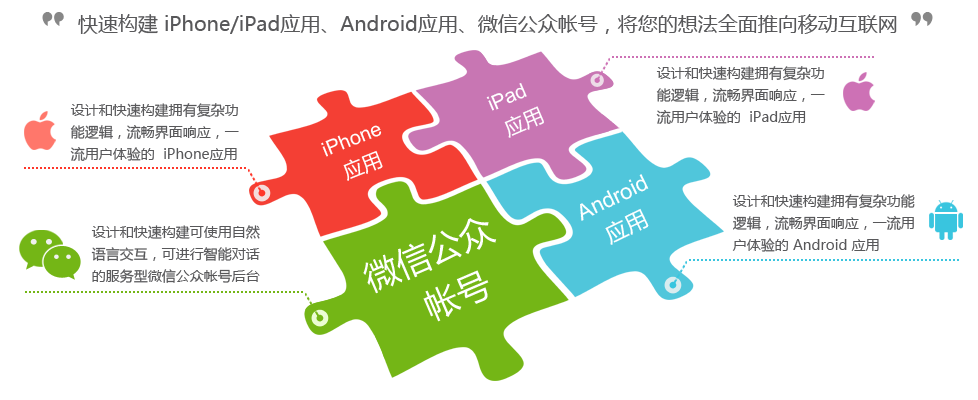 “ 快速构建 iPhone/iPad应用、Android应用、微信公众帐号，将您的想法全面推向移动互联网 ”
设计和快速构建拥有复杂功
能逻辑，流畅界面响应，一
流用户体验的 iPhone应用
设计和快速构建拥有复杂功
能逻辑，流畅界面响应，一
流用户体验的 iPad应用
iPhone
应用
iPad
应用
设计和快速构建可使用自然
语言交互，可进行智能对话
的服务型微信公众帐号后台
微信公众
帐号
Android
应用
设计和快速构建拥有复杂功能
逻辑，流畅界面响应，一流用
户体验的 Android 应用